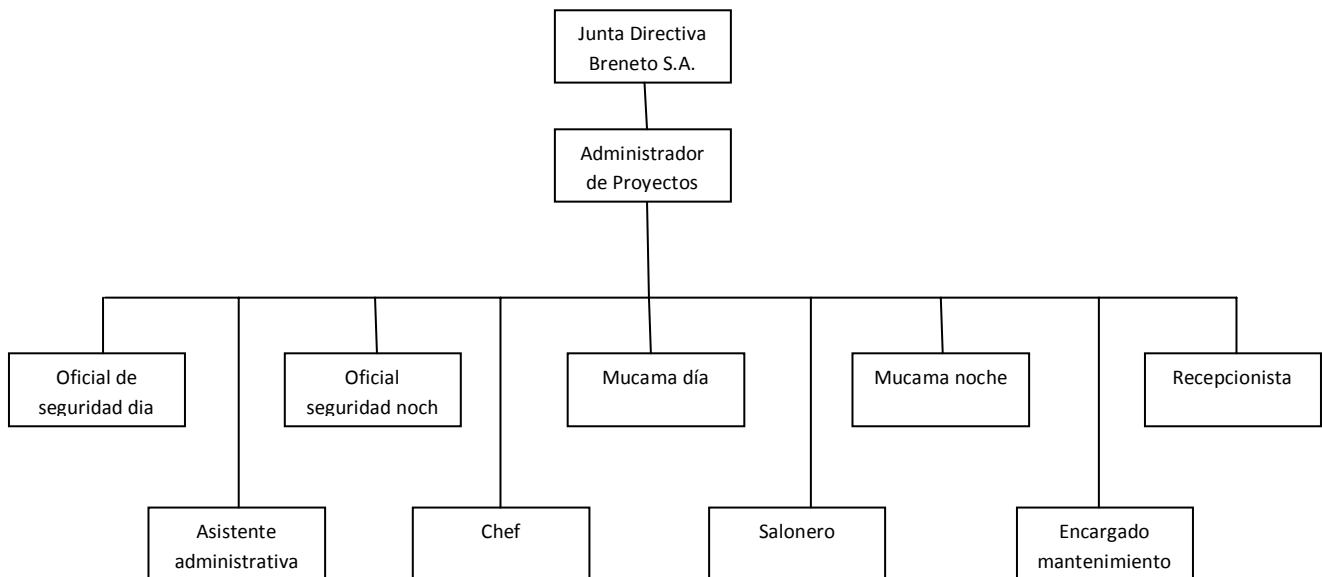 Junta Directiva
Breneto S.A.
Administrador
de Proyectos
Oficial de
seguridad dia
Oficial
seguridad noch
Mucama día
Mucama noche
Recepcionista
Asistente
administrativa
Chef
Salonero
Encargado
mantenimiento